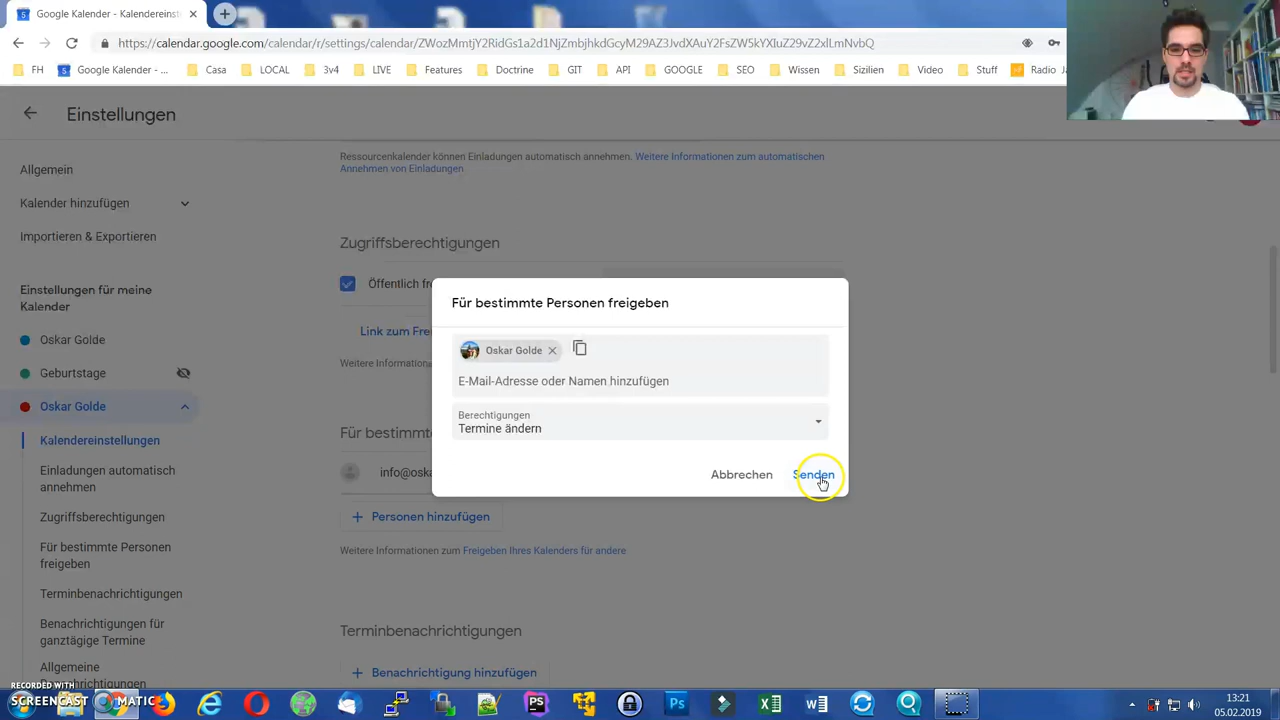 Google Kalender - Kalendereinst
https://calendar.google.com/calendar/r/settings/calendar/ZWozMmtjY2RidGs1a2d1NjZmbjhkdGcyM29AZ3JvdXAuY2FsZW5kYXIuZ29vZ2xlLmNvbQ
FH
Google Kalender - ...
Casa
LOCAL
3v4
LIVE
Features
Doctrine
GIT
API
GOOGLE
SEO
Wissen
Sizilien
Video
Stuff
Einstellungen
Ressourcenkalender können Einladungen automatisch annehmen. Weitere Informationen zum automatischen
Annehmen von Einladungen.
Allgemein
Kalender hinzufügen
Importieren & Exportieren
Einstellungen für meine
Kalender
Oskar Golde
Geburtstage
Oskar Golde
Kalendereinstellungen
Einladungen automatisch
annehmen
Zugriffsberechtigungen
Für bestimmte Personen
freigeben
Terminbenachrichtigungen
Benachrichtigungen für
ganztägige Termine
Allgemeine
Benachrichtigungen
Zugriffsberechtigungen
Öffentlich fr
Link zum Fre
Weitere Information
Für bestimmte Personen freigeben
Oskar Golde
E-Mail-Adresse oder Namen hinzufügen
Berechtigungen
Termine ändern
Abbrechen
Senden
Für bestimmt
info@oska
Personen hinzufügen
Weitere Informationen zum Freigeben Ihres Kalenders für andere
Terminbenachrichtigungen
Benachrichtigung hinzufügen
RECORDED WITH
SCREENCAST MATIC
13:21
05.02.2019